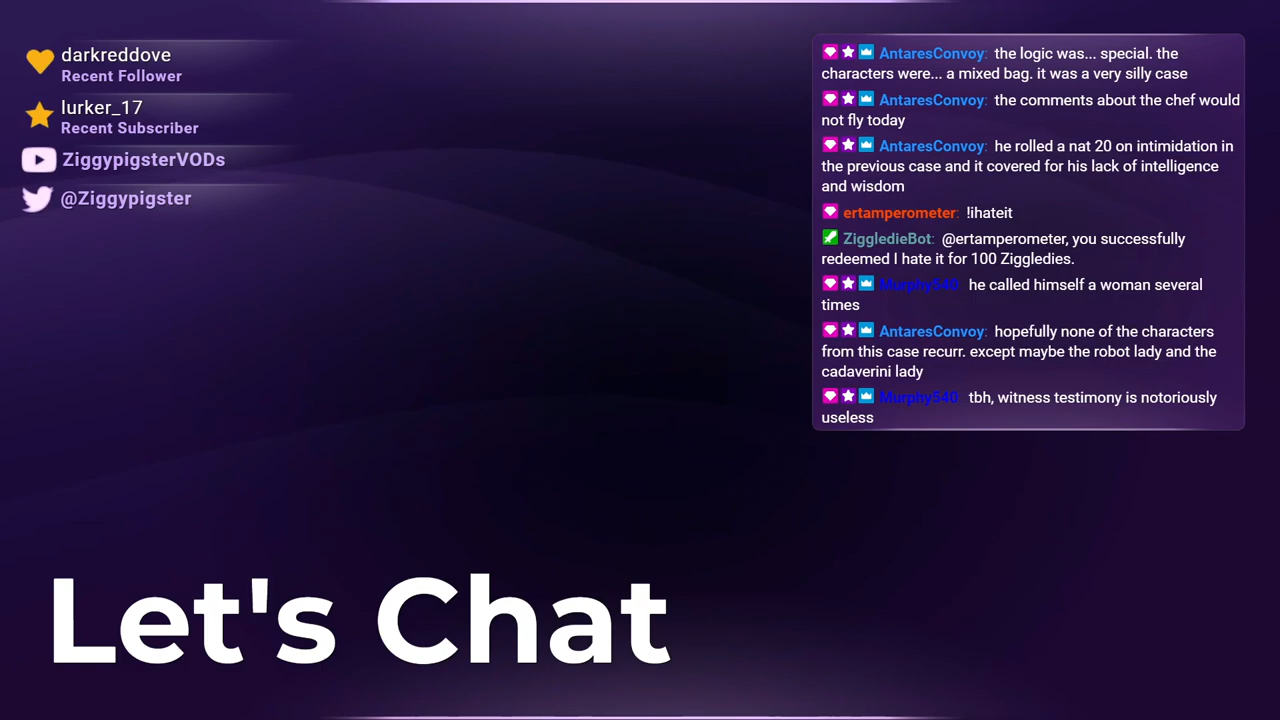 darkreddove
Recent Follower
lurker_17
Recent Subscriber
ZiggypigsterVODs
@Ziggypigster
AntaresConvoy: the logic was... special. the
characters were... a mixed bag. it was a very silly case
AntaresConvoy: the comments about the chef would
not fly today
AntaresConvoy: he rolled a nat 20 on intimidation in
the previous case and it covered for his lack of intelligence
and wisdom
ertamperometer: !ihateit
ZiggledieBot: @ertamperometer, you successfully
redeemed I hate it for 100 Ziggledies.
Murphy540: he called himself a woman several
times
AntaresConvoy: hopefully none of the characters
from this case recurr. except maybe the robot lady and the
cadaverini lady
Murphy540: tbh, witness testimony is notoriously
useless
Let's Chat